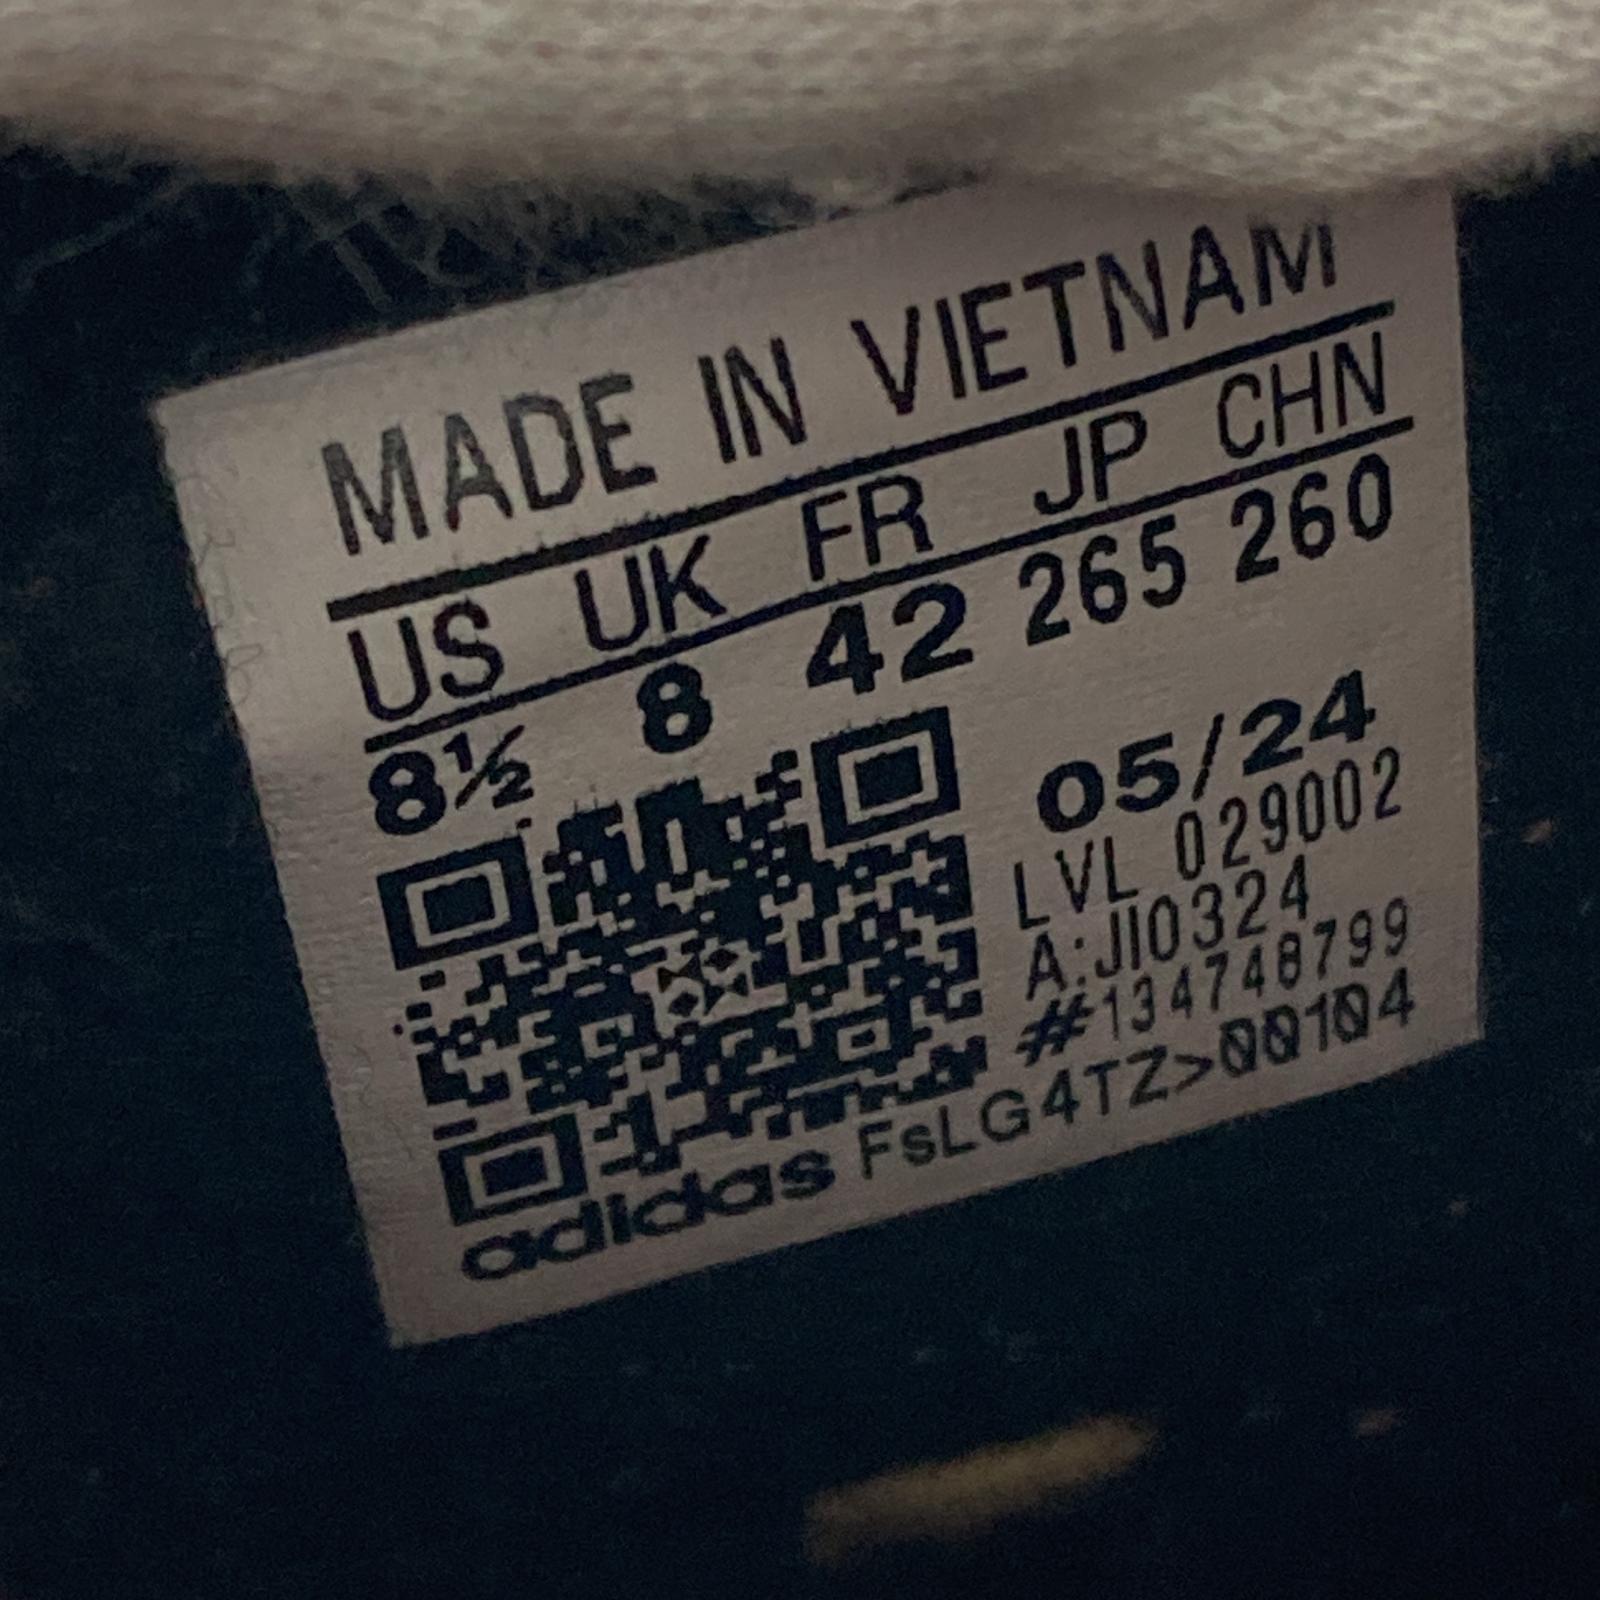 MADE IN VIETNAM
US UK FR JP CHN
8½ 8 42 265 260
05/24
LVL 029002
A:JI0324
#134748799
adidas FsLG4TZ>00104